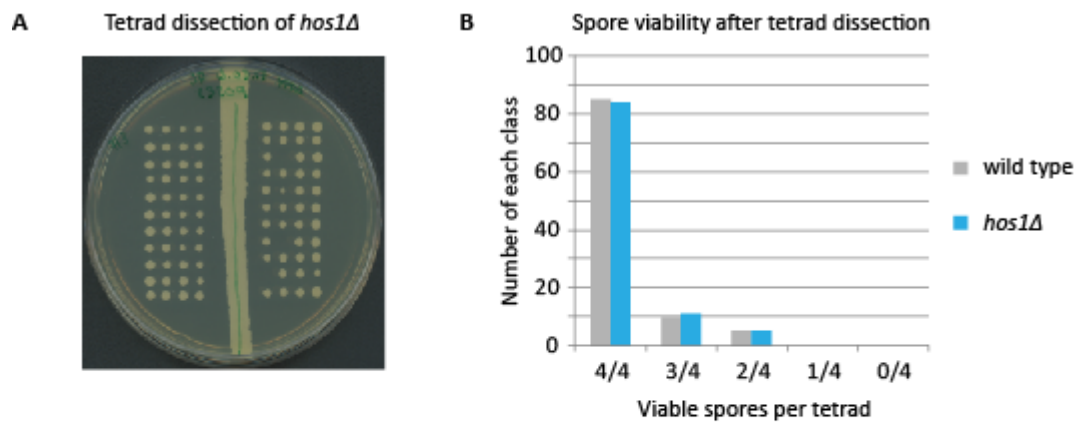 A
Tetrad dissection of hos1Δ
B
Spore viability after tetrad dissection
Number of each class
100
80
60
40
20
0
4/4
3/4
2/4
1/4
0/4
Viable spores per tetrad
wild type
hos1Δ